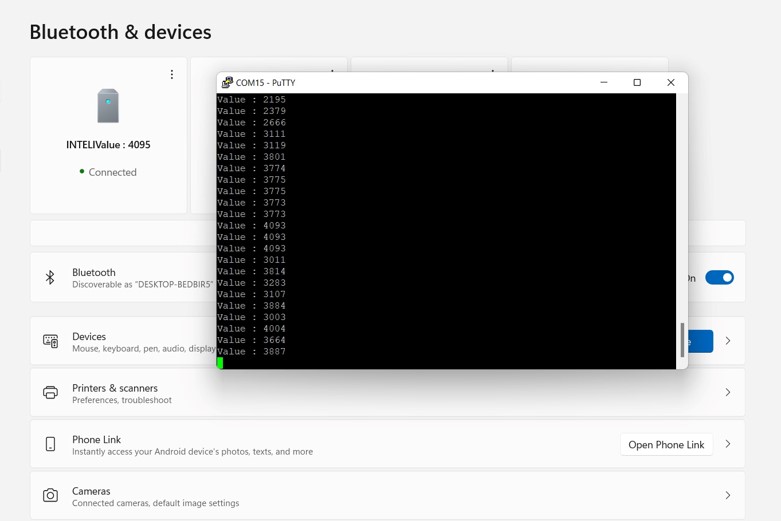 Bluetooth & devices
INTELIValue : 4095
Connected
COM15 - PuTTY
Value : 2195
Value : 2379
Value : 2666
Value : 3111
Value : 3119
Value : 3801
Value : 3774
Value : 3775
Value : 3775
Value : 3773
Value : 3773
Value : 4093
Value : 4093
Value : 4093
Value : 3011
Value : 3814
Value : 3283
Value : 3107
Value : 3884
Value : 3003
Value : 4004
Value : 3664
Value : 3887
Bluetooth
Discoverable as "DESKTOP-BEDBIR5"
Devices
Mouse, keyboard, pen, audio, display
Printers & scanners
Preferences, troubleshoot
Phone Link
Instantly access your Android device's photos, texts, and more
Open Phone Link
Cameras
Connected cameras, default image settings